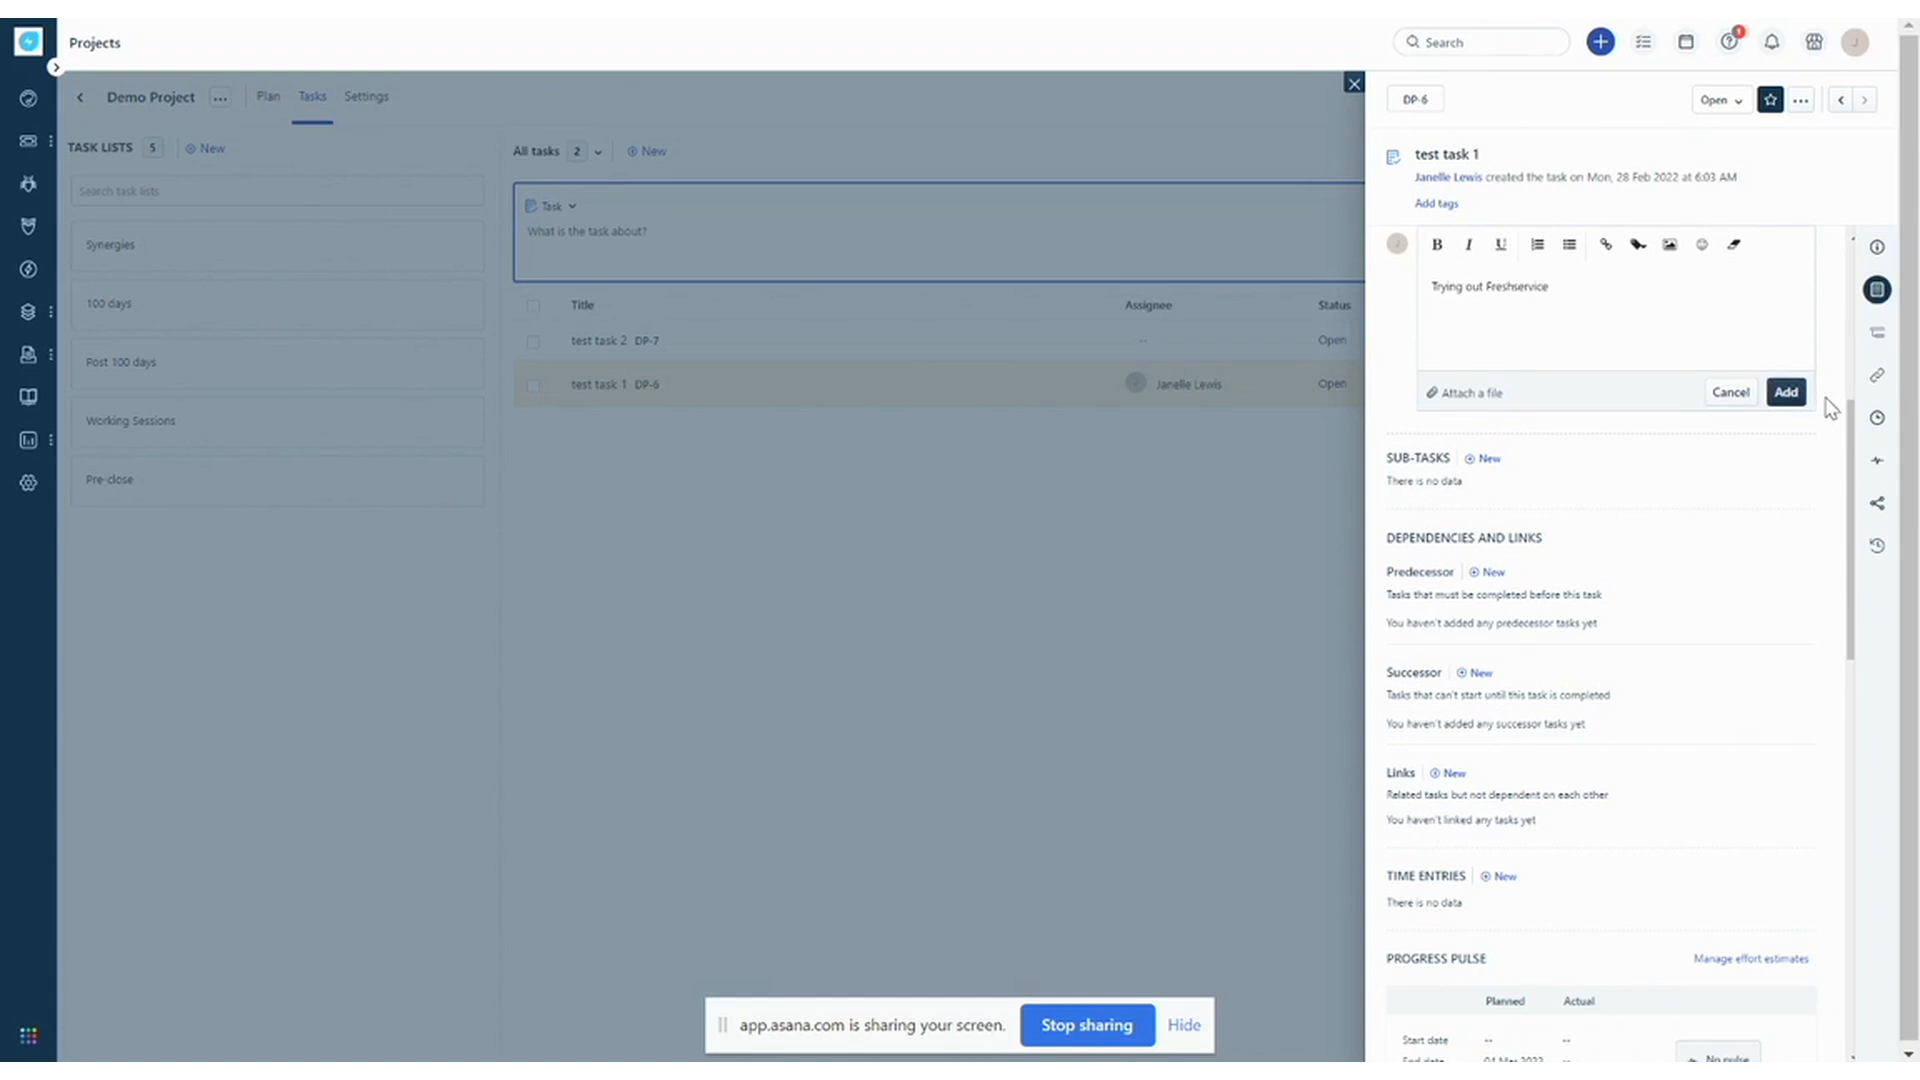 Projects
Search
1
J
Demo Project
Plan
Tasks
Settings
TASK LISTS 5
New
Search task lists
Synergies
100 days
Post 100 days
Working Sessions
Pre-close
All tasks 2
New
Task
What is the task about?
Title Assignee Status
test task 2 DP-7 -- Open
test task 1 DP-6 Janelle Lewis Open
DP-6
Open
test task 1
Janelle Lewis created the task on Mon, 28 Feb 2022 at 6:03 AM
Add tags
B I U
Trying out Freshservice
Attach a file
Cancel
Add
SUB-TASKS New
There is no data
DEPENDENCIES AND LINKS
Predecessor New
Tasks that must be completed before this task
You haven't added any predecessor tasks yet
Successor New
Tasks that can't start until this task is completed
You haven't added any successor tasks yet
Links New
Related tasks but not dependent on each other
You haven't linked any tasks yet
TIME ENTRIES New
There is no data
PROGRESS PULSE Manage effort estimates
Planned Actual
Start date -- --
End date 04 Mar 2022 --
No pulse
app.asana.com is sharing your screen.
Stop sharing
Hide